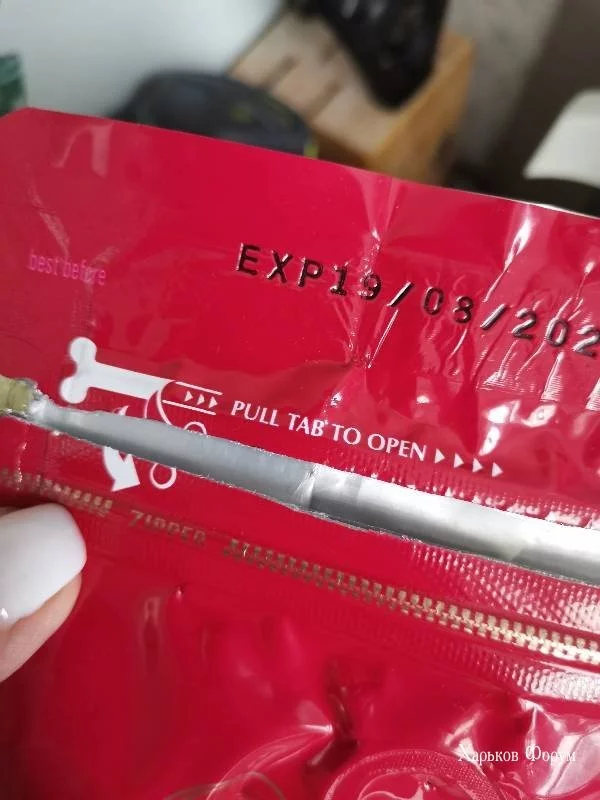 best before
EXP19/08/202
PULL TAB TO OPEN
ZIPPER
Харьков Форум